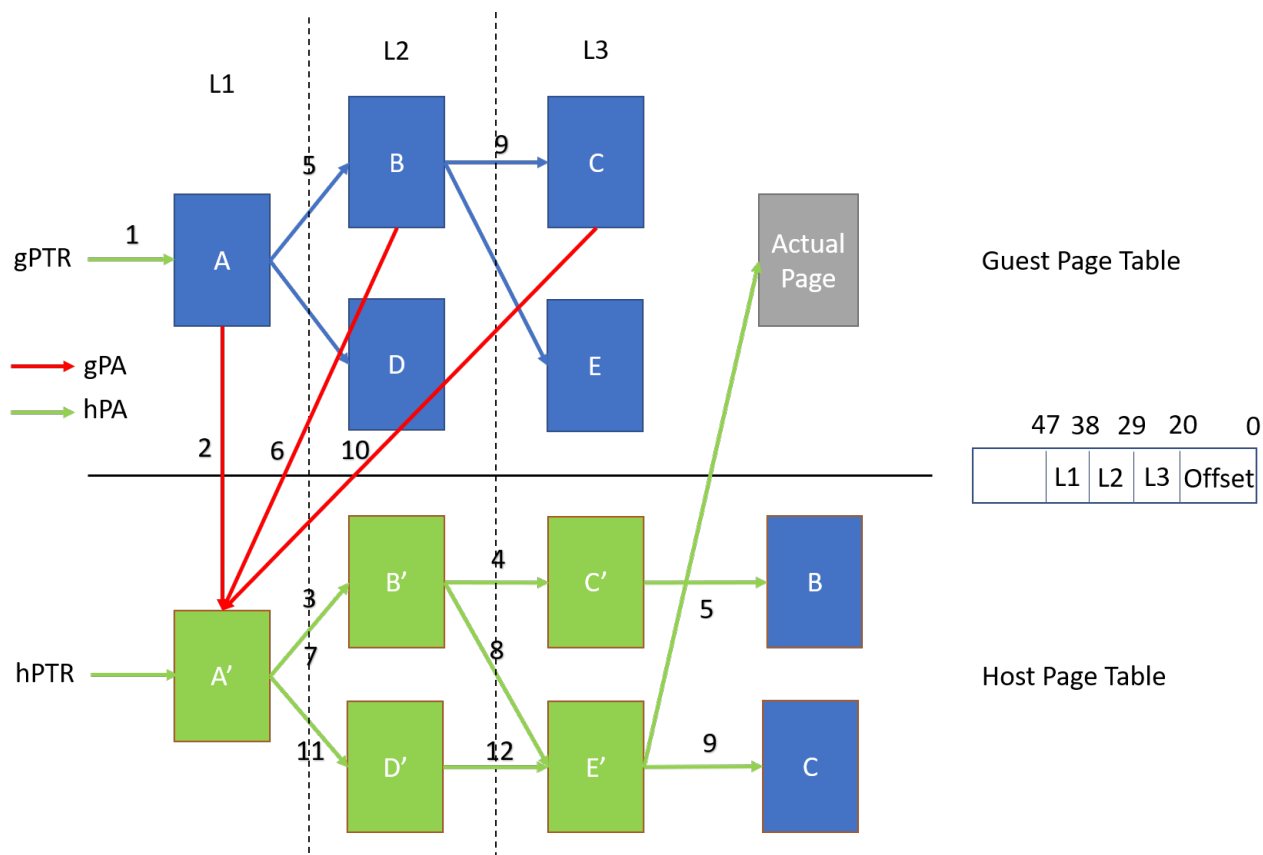 L1
L2
L3
1
5
9
gPTR
A
B
C
D
E
Actual
Page
Guest Page Table
gPA
hPA
2
6
10
47
38
29
20
0
L1
L2
L3
Offset
3
4
8
7
5
hPTR
A’
B’
C’
B
11
12
9
D’
E’
C
Host Page Table